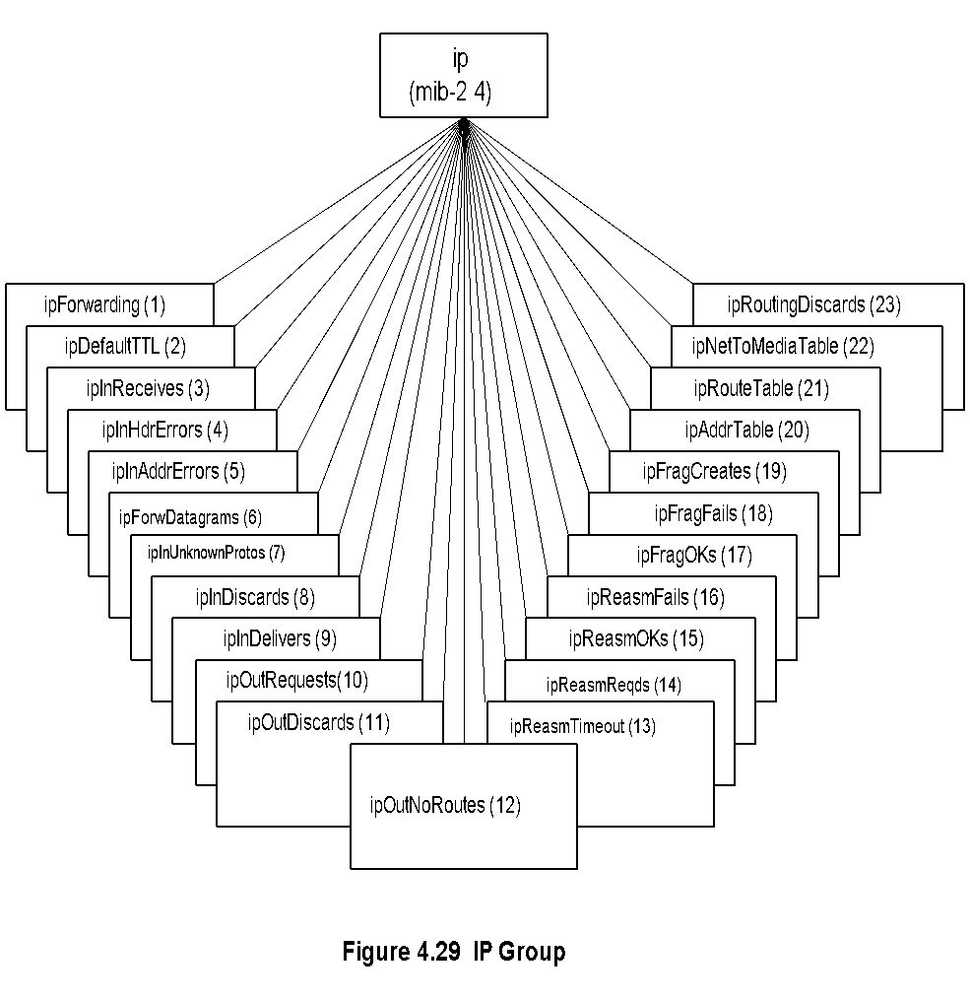 ip
(mib-2 4)
ipForwarding (1)
ipDefaultTTL (2)
ipInReceives (3)
ipInHdrErrors (4)
ipInAddrErrors (5)
ipForwDatagrams (6)
ipInUnknownProtos (7)
ipInDiscards (8)
ipInDelivers (9)
ipOutRequests(10)
ipOutDiscards (11)
ipOutNoRoutes (12)
ipReasmTimeout (13)
ipReasmReqds (14)
ipReasmOKs (15)
ipReasmFails (16)
ipFragOKs (17)
ipFragFails (18)
ipFragCreates (19)
ipAddrTable (20)
ipRouteTable (21)
ipNetToMediaTable (22)
ipRoutingDiscards (23)
Figure 4.29 IP Group